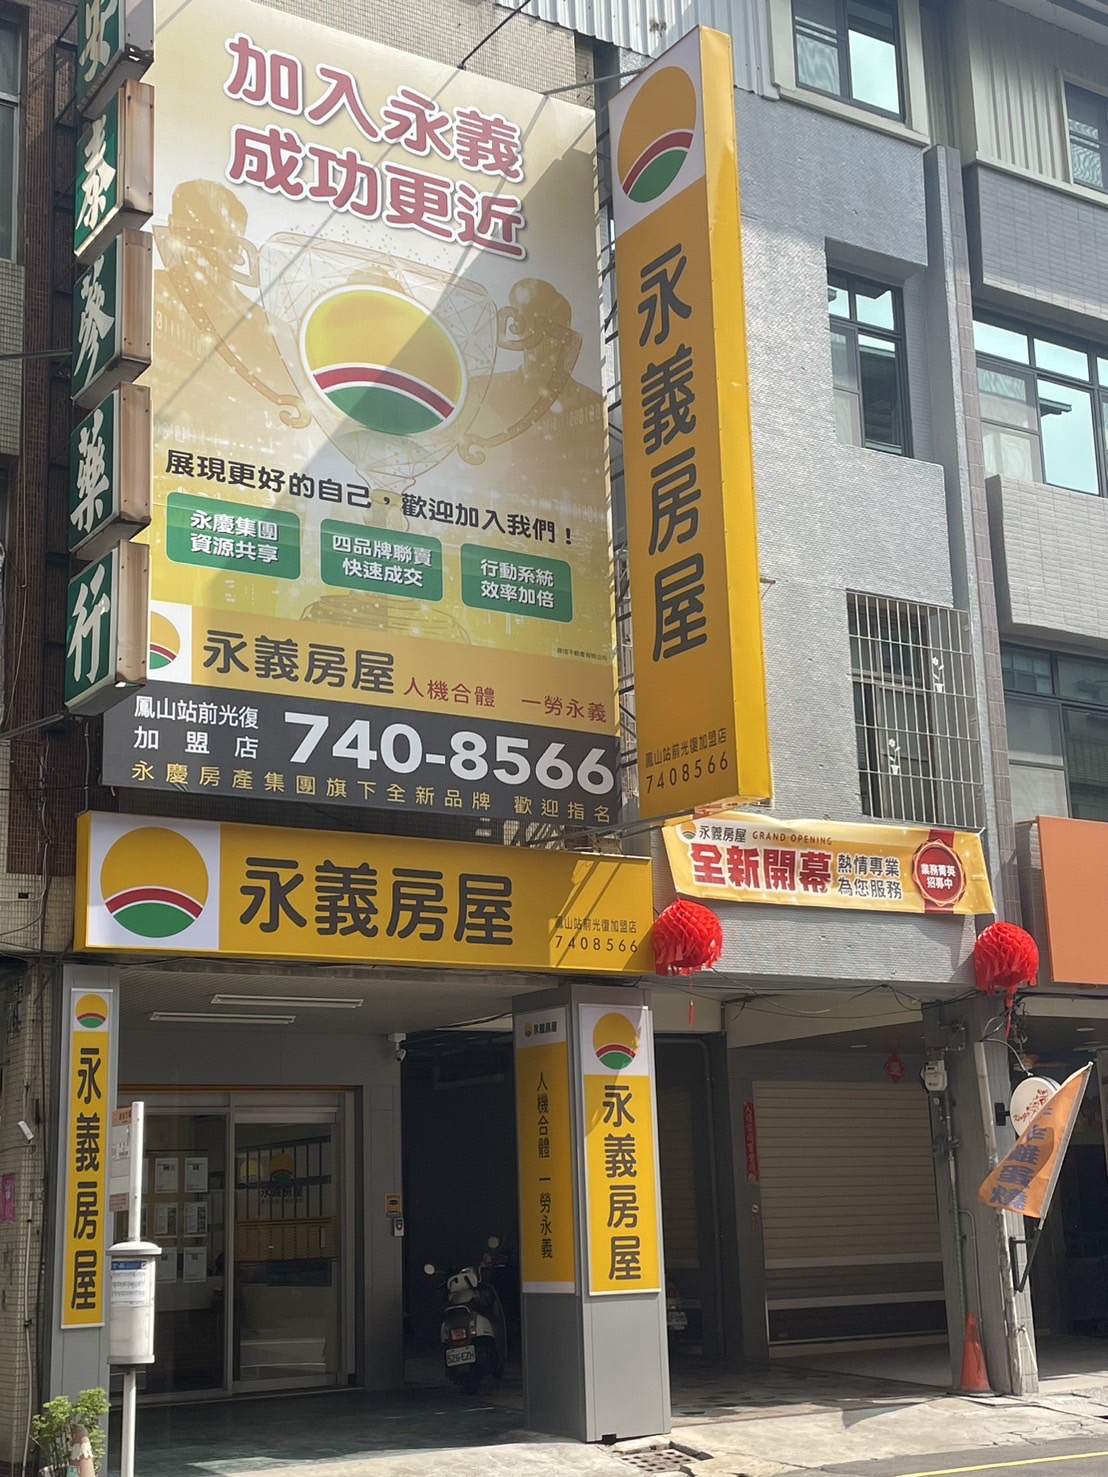 加入永義
成功更近
展現更好的自己，歡迎加入我們！
永慶集團
資源共享
四品牌聯賣
快速成交
行動系統
效率加倍
永義房屋 人機合體 一勞永義
鳳山站前光復
加盟店
740-8566
永慶房產集團旗下全新品牌 歡迎指名
永義房屋
鳳山站前光復加盟店
7408566
泰蔘藥行
永義房屋
鳳山站前光復加盟店
7408566
永義房屋 GRAND OPENING
全新開幕
熱情專業
為您服務
業務菁英
招募中
永義房屋
永義房屋
人機合體 一勞永義
永義房屋
永義房屋